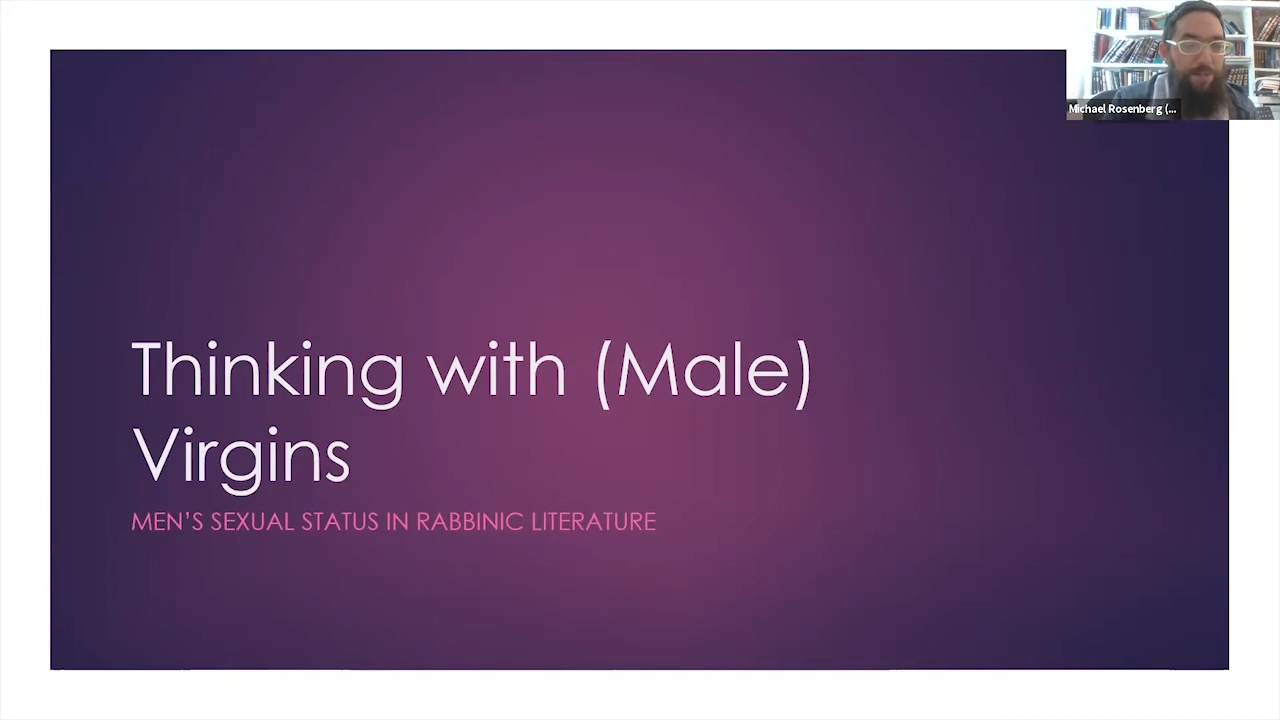 Michael Rosenberg (...
Thinking with (Male)
Virgins
MEN'S SEXUAL STATUS IN RABBINIC LITERATURE